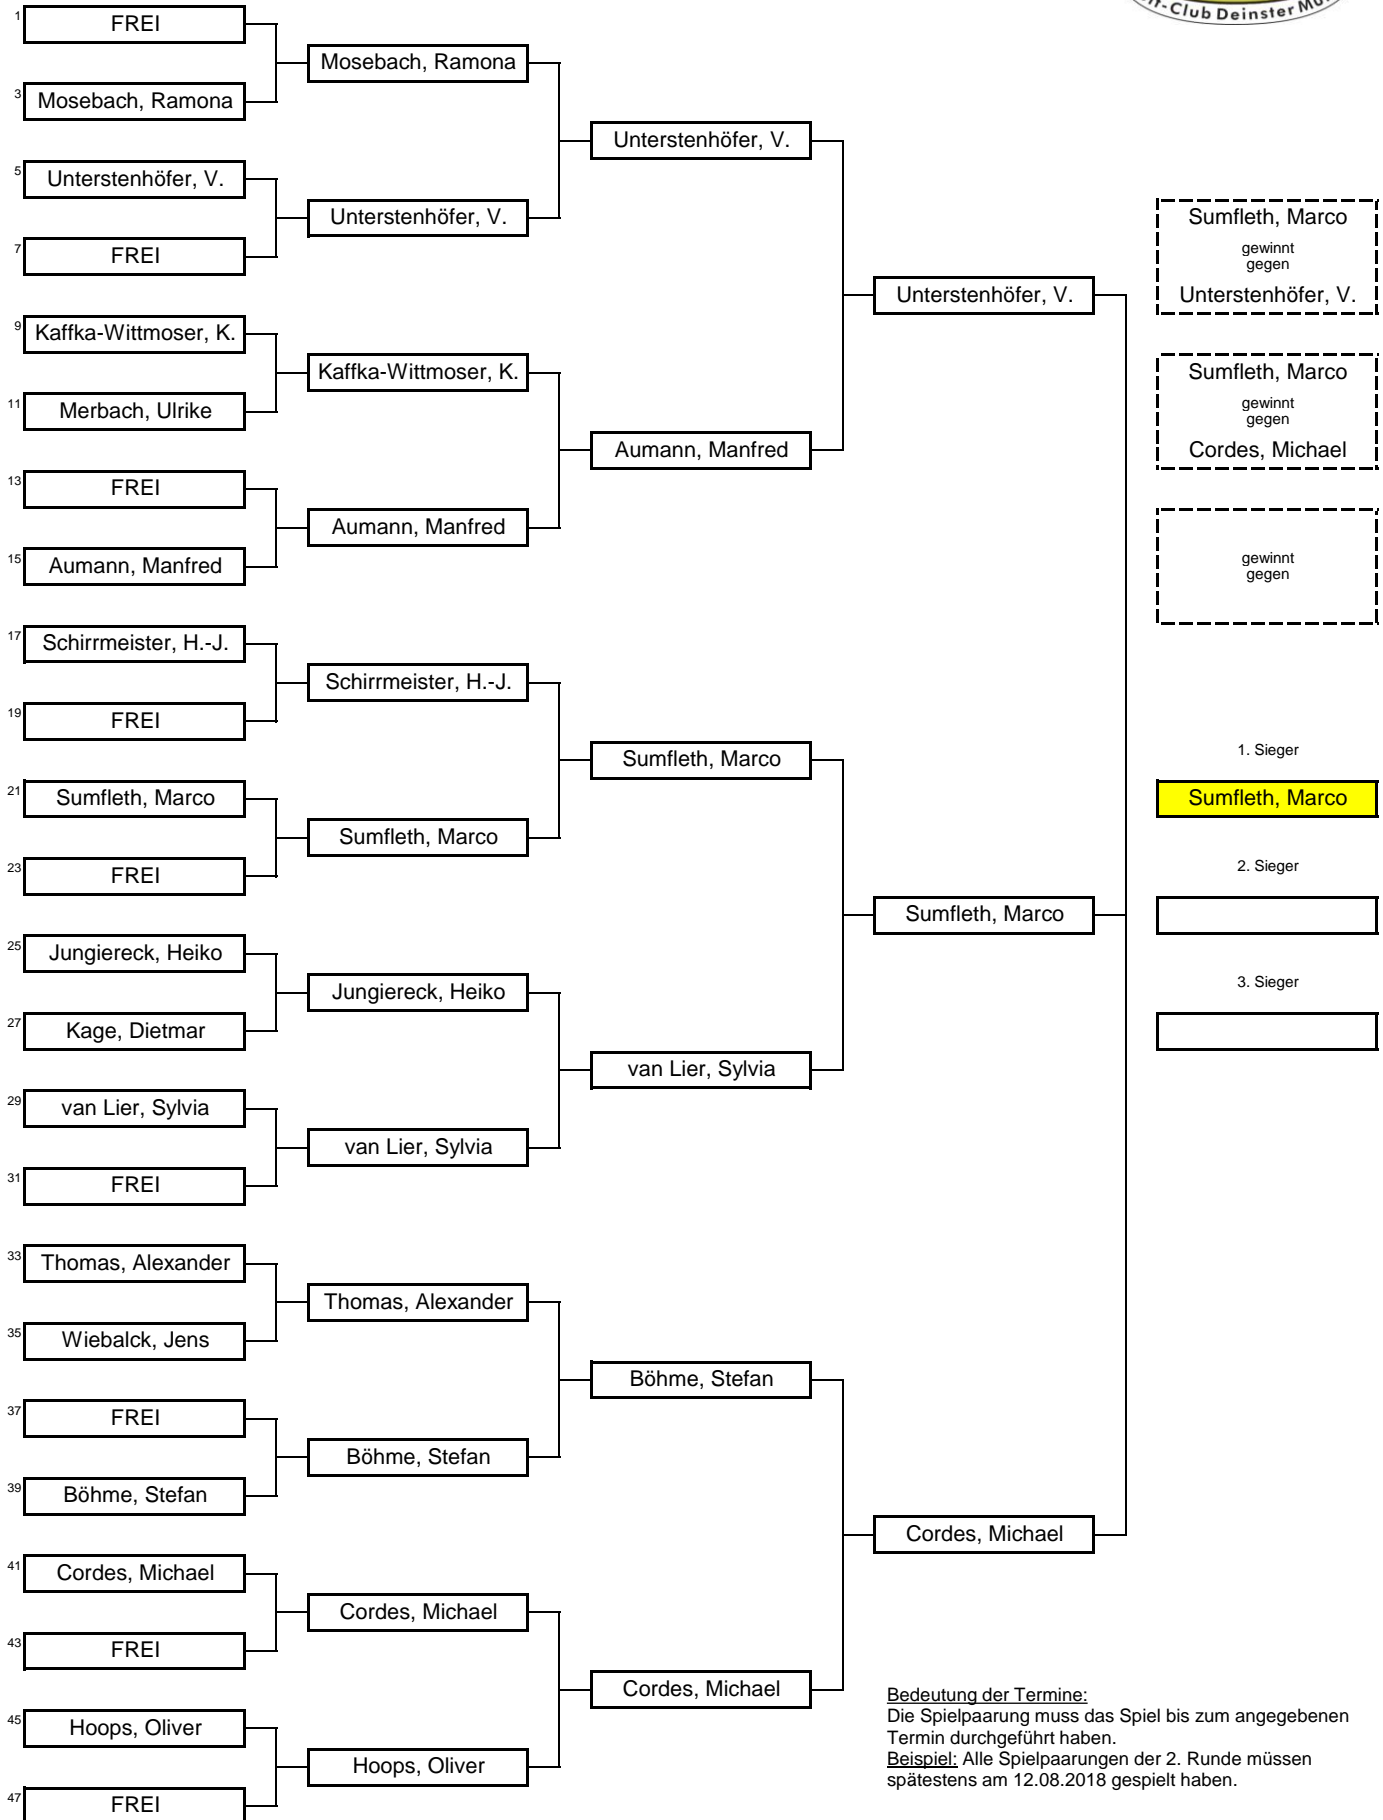 -Club Deinster
1 FREI
3 Mosebach, Ramona
5 Unterstenhöfer, V.
7 FREI
9 Kaffka-Wittmoser, K.
11 Merbach, Ulrike
13 FREI
15 Aumann, Manfred
17 Schirrmeister, H.-J.
19 FREI
21 Sumfleth, Marco
23 FREI
25 Jungiereck, Heiko
27 Kage, Dietmar
29 van Lier, Sylvia
31 FREI
33 Thomas, Alexander
35 Wiebalck, Jens
37 FREI
39 Böhme, Stefan
41 Cordes, Michael
43 FREI
45 Hoops, Oliver
47 FREI
Mosebach, Ramona
Unterstenhöfer, V.
Kaffka-Wittmoser, K.
Aumann, Manfred
Schirrmeister, H.-J.
Sumfleth, Marco
Jungiereck, Heiko
van Lier, Sylvia
Thomas, Alexander
Böhme, Stefan
Cordes, Michael
Hoops, Oliver
Unterstenhöfer, V.
Aumann, Manfred
Sumfleth, Marco
van Lier, Sylvia
Böhme, Stefan
Cordes, Michael
Unterstenhöfer, V.
Sumfleth, Marco
Cordes, Michael
Sumfleth, Marco
gewinnt
gegen
Unterstenhöfer, V.
Sumfleth, Marco
gewinnt
gegen
Cordes, Michael
gewinnt
gegen
1. Sieger
Sumfleth, Marco
2. Sieger
3. Sieger
Bedeutung der Termine:
Die Spielpaarung muss das Spiel bis zum angegebenen
Termin durchgeführt haben.
Beispiel: Alle Spielpaarungen der 2. Runde müssen
spätestens am 12.08.2018 gespielt haben.